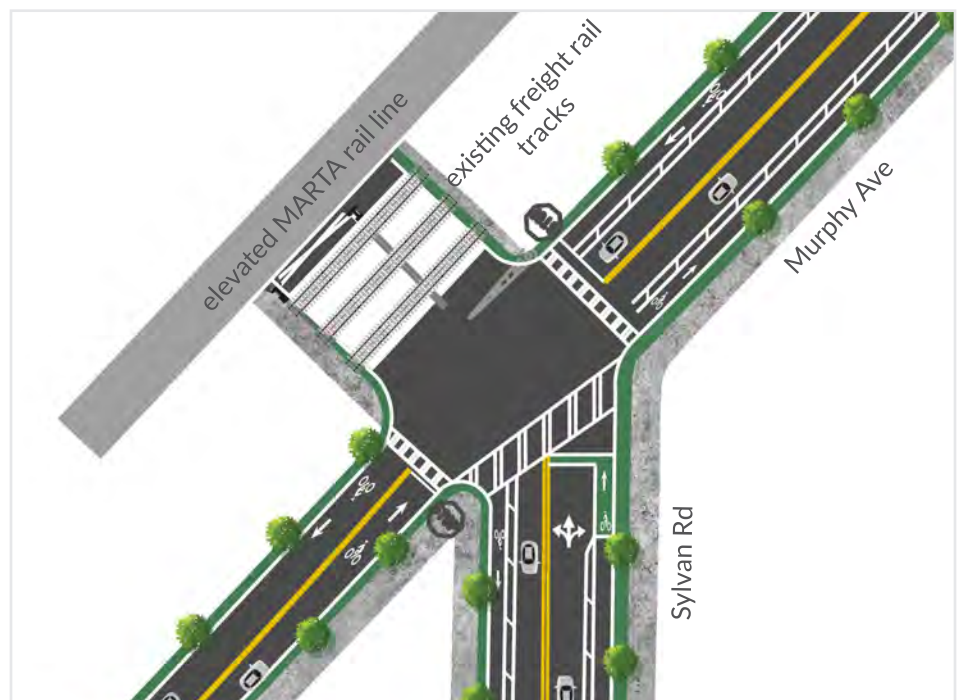 elevated MARTA rail line
existing freight rail
tracks
Murphy Ave
Sylvan Rd